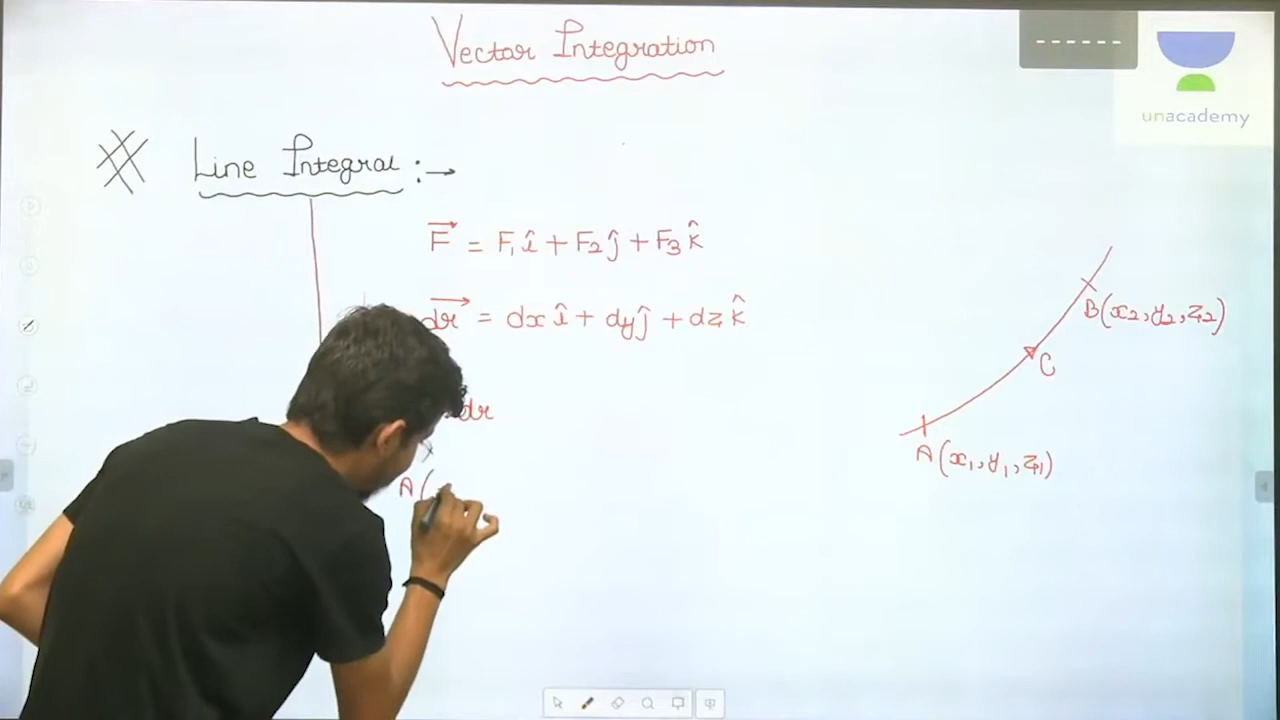 Vector Integration
unacademy
Line Integral :→
F⃗ = F₁î + F₂ĵ + F₃k̂
dr⃗ = dx î + dy ĵ + dz k̂
dr
A(
B(x₂, y₂, z₂)
C
A(x₁, y₁, z₁)